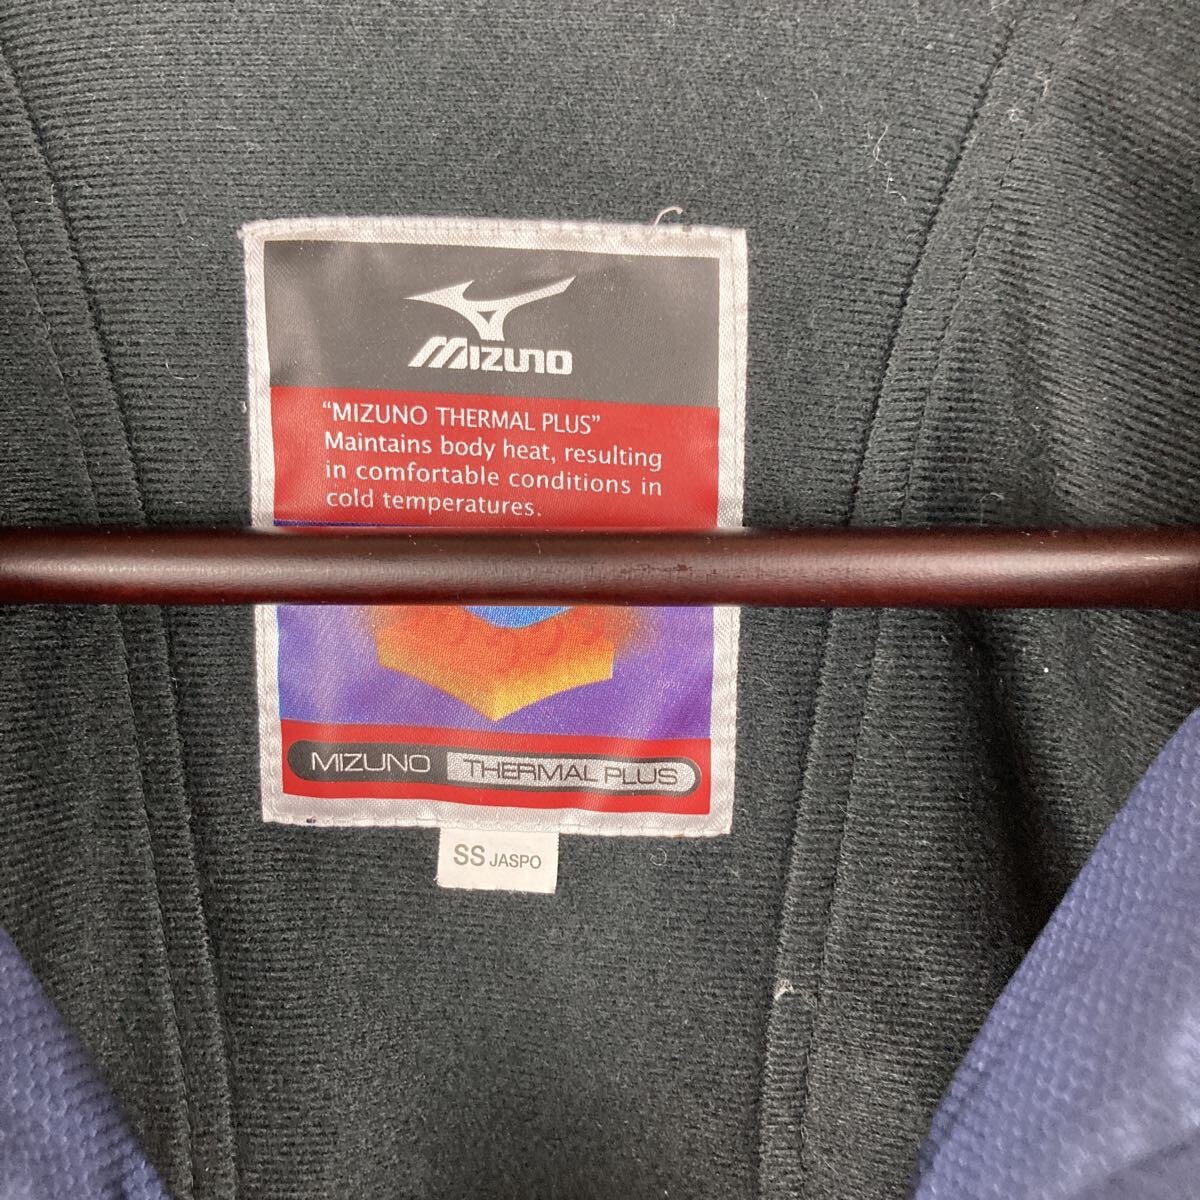 MIZUNO
“MIZUNO THERMAL PLUS”
Maintains body heat, resulting
in comfortable conditions in
cold temperatures.
MIZUNO THERMAL PLUS
SS JASPO